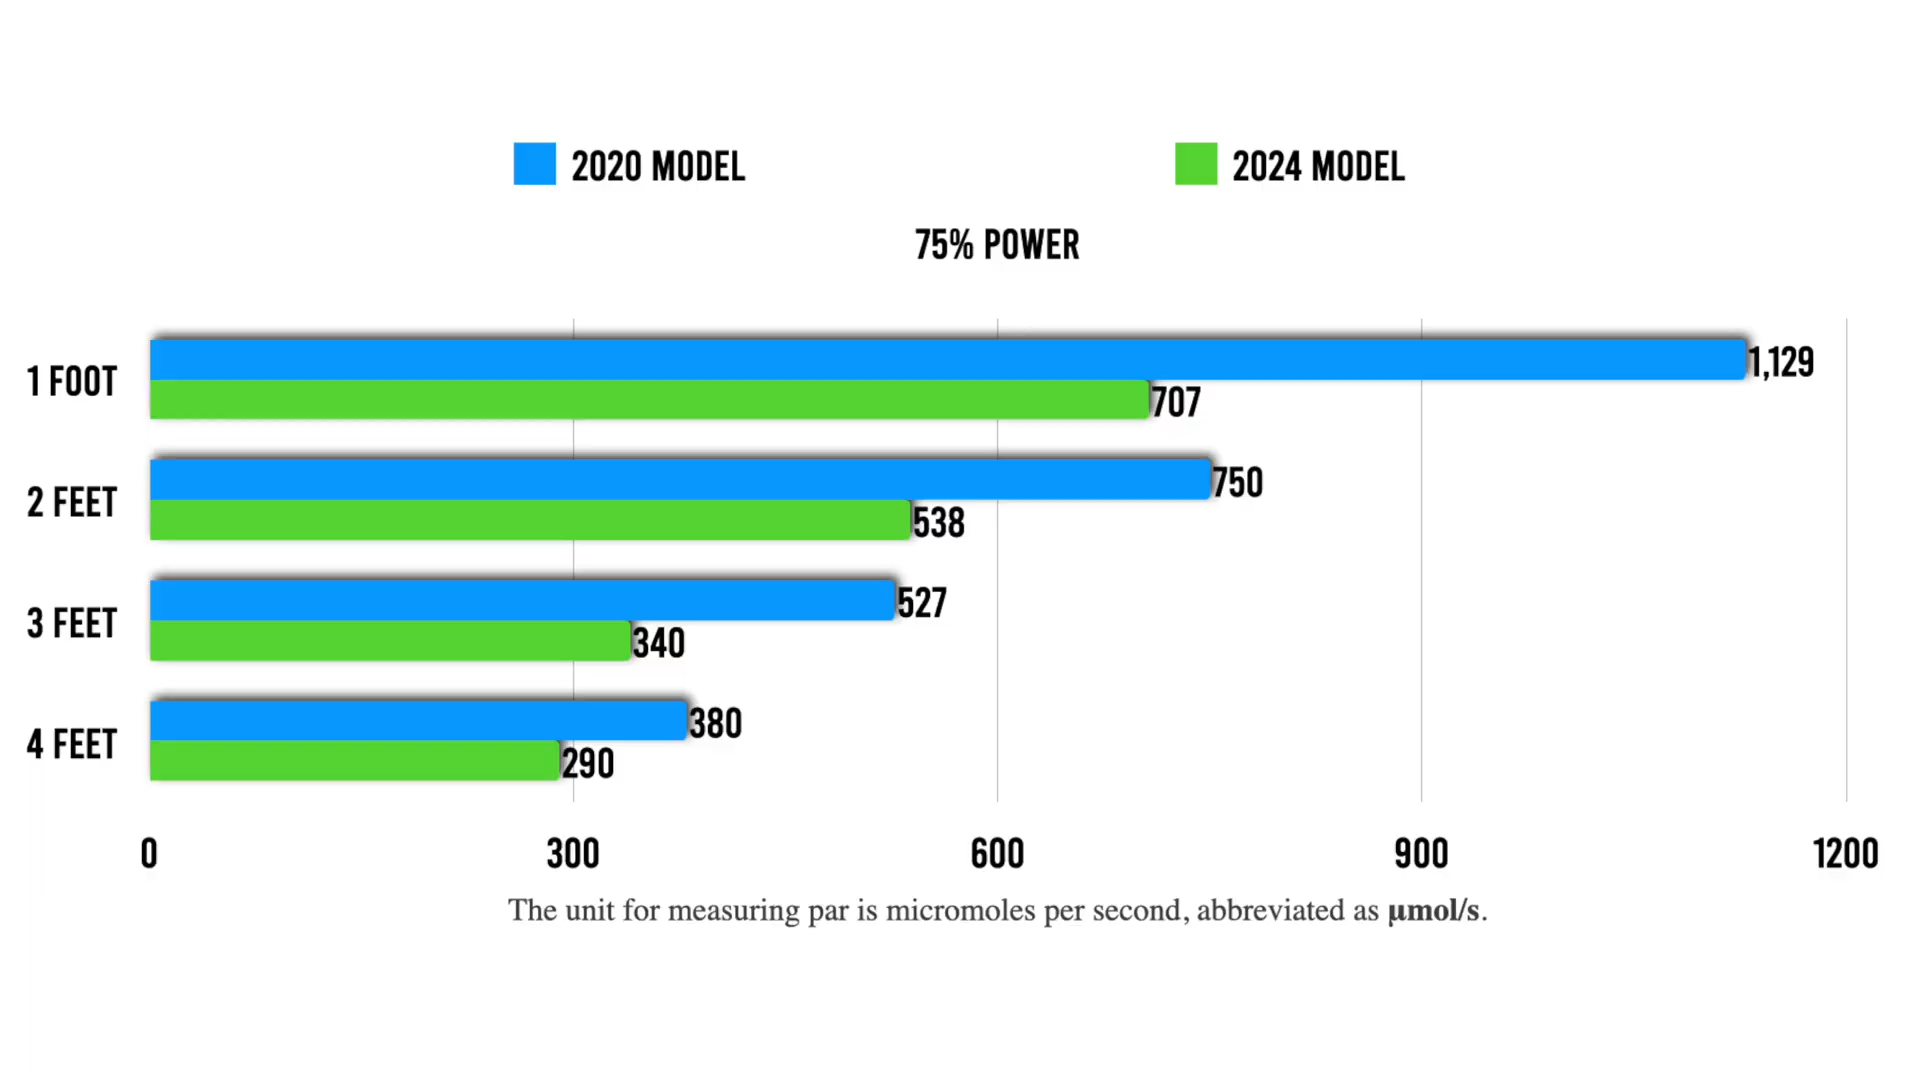 2020 MODEL
2024 MODEL
75% POWER
1 FOOT
1,129
707
2 FEET
750
538
3 FEET
527
340
4 FEET
380
290
0 300 600 900 1200
The unit for measuring par is micromoles per second, abbreviated as µmol/s.